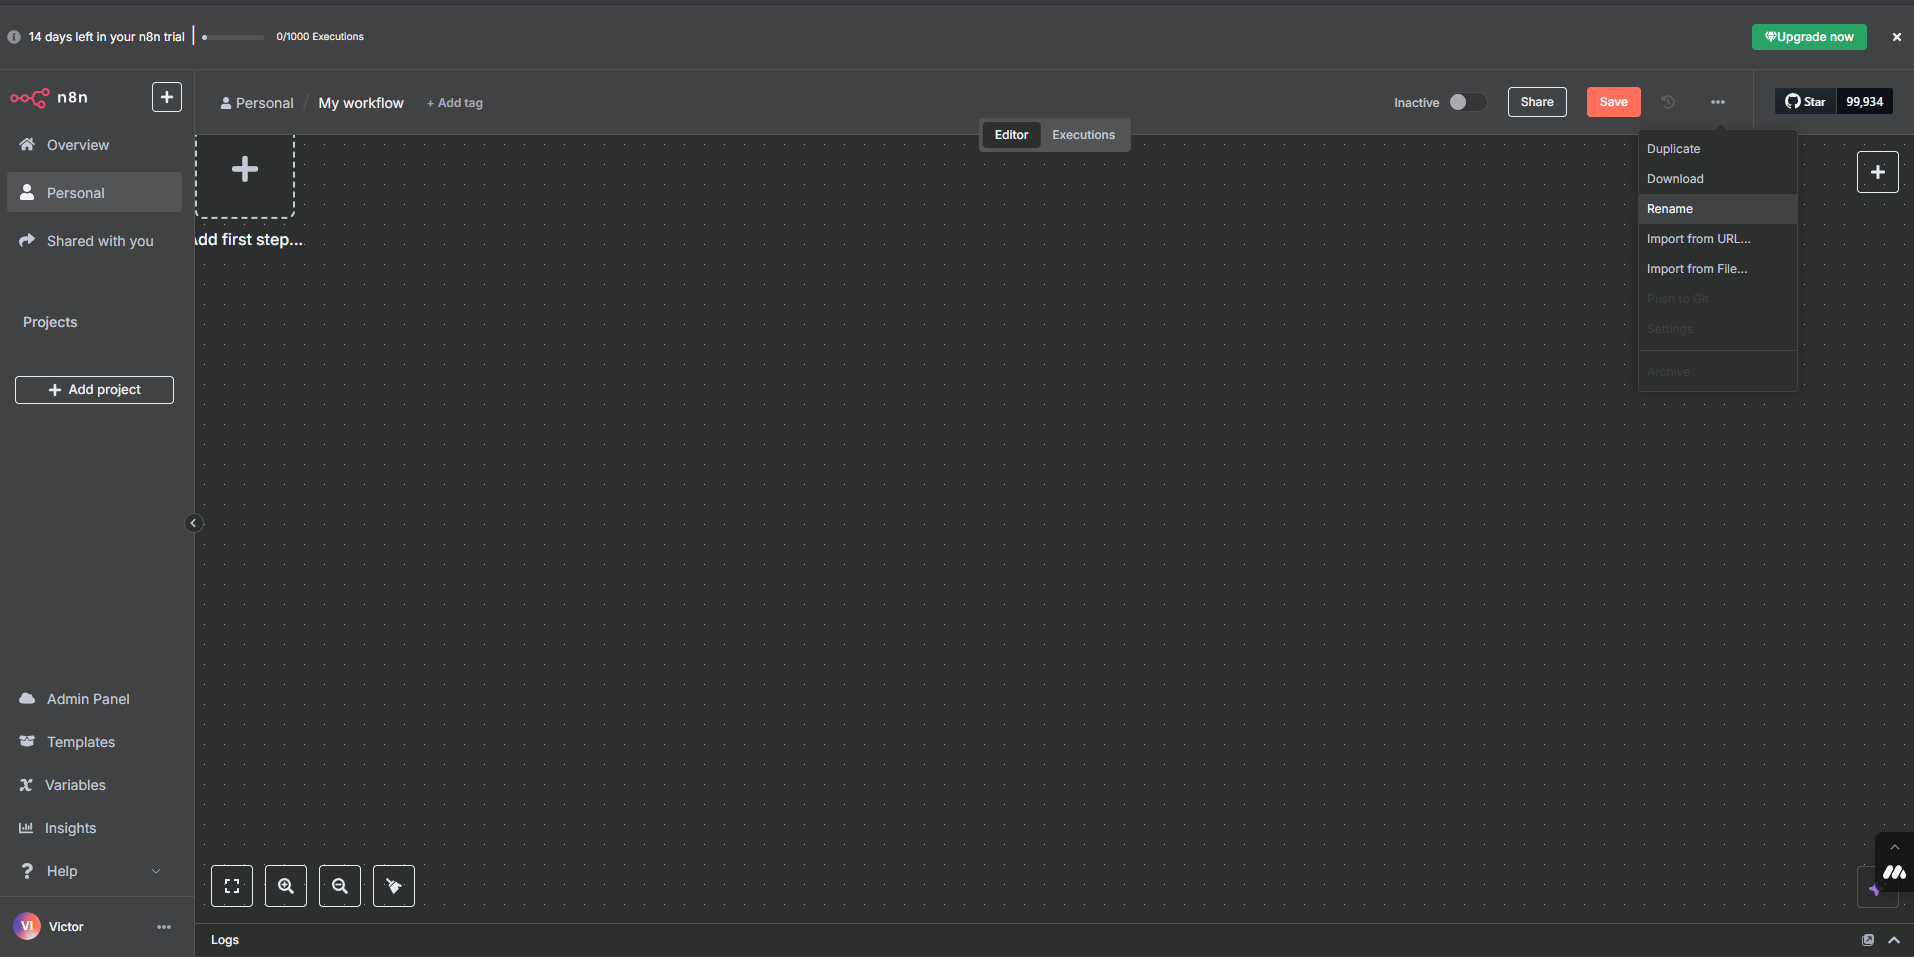 14 days left in your n8n trial
0/1000 Executions
Upgrade now
n8n
Personal / My workflow + Add tag
Inactive
Share
Save
Star 99,934
Editor Executions
Overview
Personal
Shared with you
Projects
Add project
dd first step...
Duplicate
Download
Rename
Import from URL...
Import from File...
Push to Git
Settings
Archive
Admin Panel
Templates
Variables
Insights
Help
VI Victor
Logs